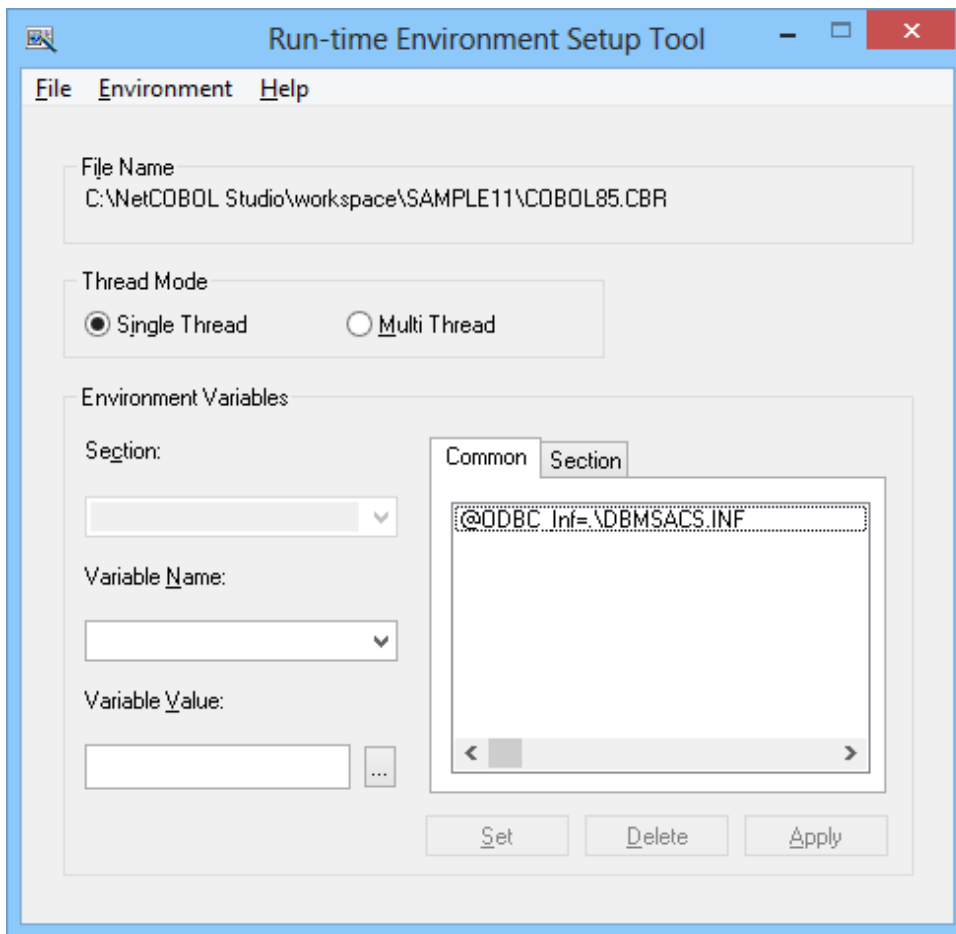 Run-time Environment Setup Tool
File Environment Help
File Name
C:\NetCOBOL Studio\workspace\SAMPLE11\COBOL85.CBR
Thread Mode
Single Thread Multi Thread
Environment Variables
Section:
Variable Name:
Variable Value:
...
Common Section
@ODBC_Inf=.\DBMSACS.INF
Set Delete Apply